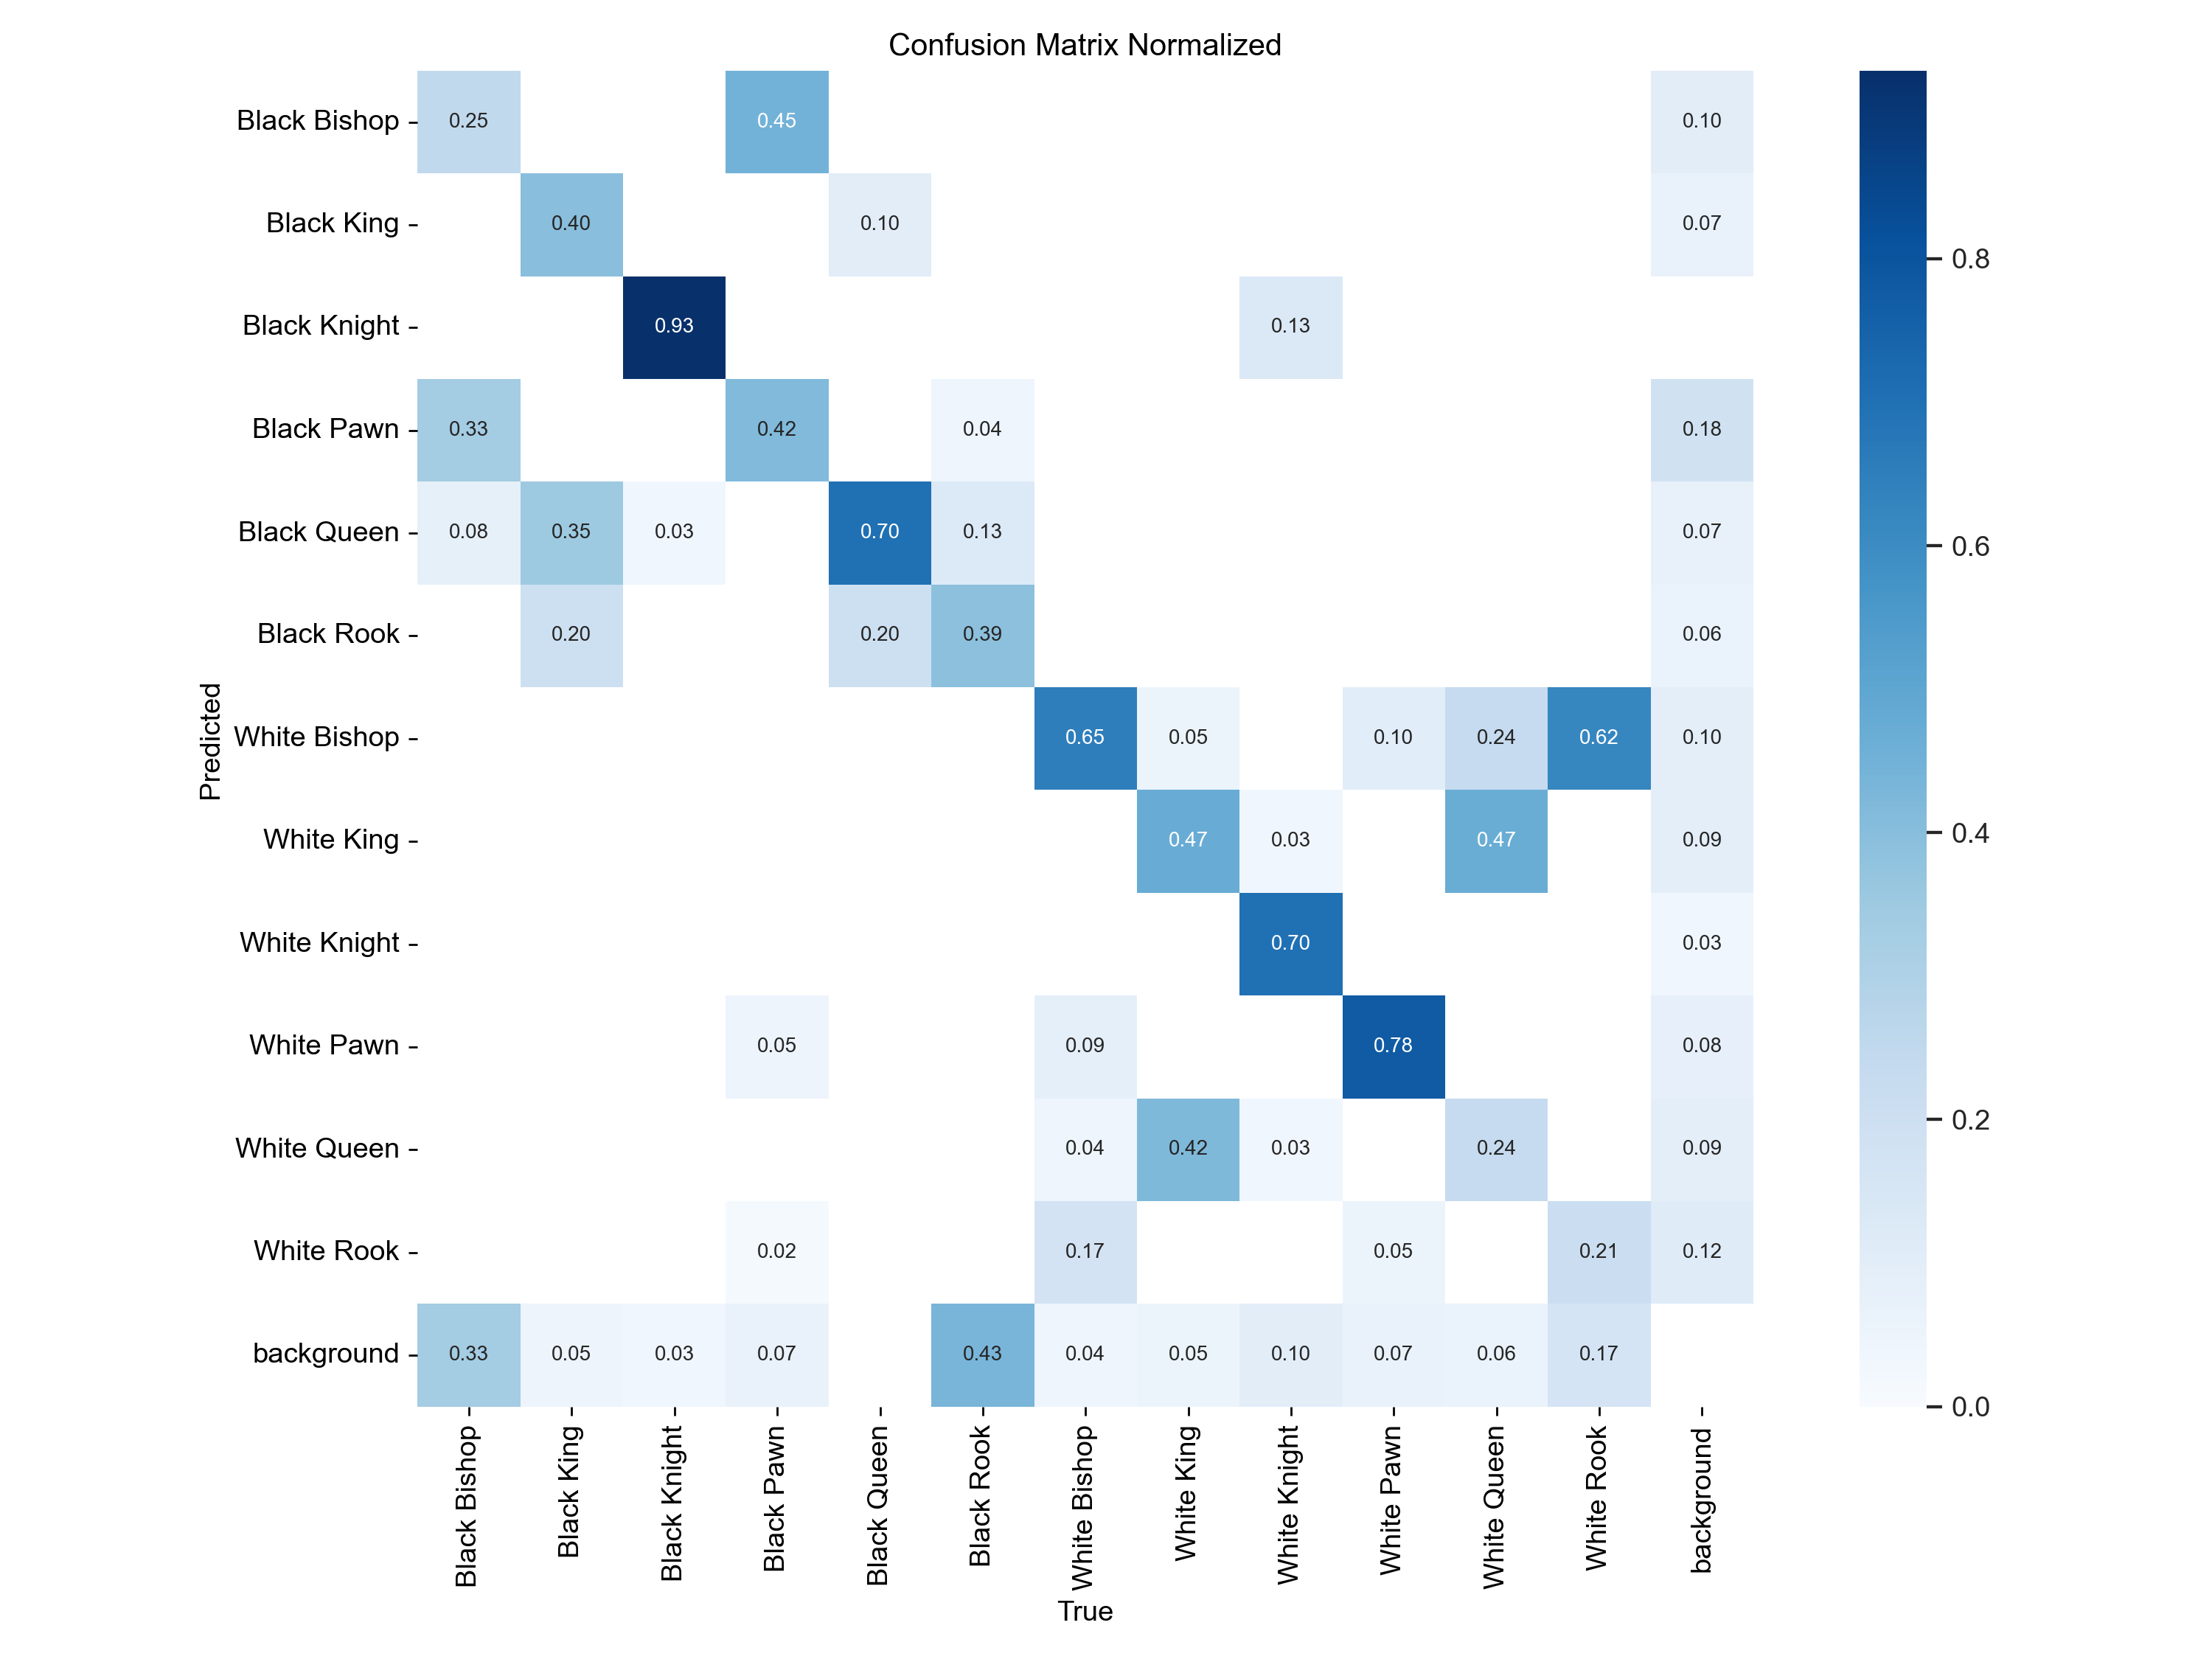 Confusion Matrix Normalized
Black Bishop 0.25 0.45 0.10
Black King 0.40 0.10 0.07
0.8
Black Knight 0.93 0.13
Black Pawn 0.33 0.42 0.04 0.18
Black Queen 0.08 0.35 0.03 0.70 0.13 0.07
0.6
Black Rook 0.20 0.20 0.39 0.06
Predicted
White Bishop 0.65 0.05 0.10 0.24 0.62 0.10
White King 0.47 0.03 0.47 0.09
0.4
White Knight 0.70 0.03
White Pawn 0.05 0.09 0.78 0.08
0.2
White Queen 0.04 0.42 0.03 0.24 0.09
White Rook 0.02 0.17 0.05 0.21 0.12
background 0.33 0.05 0.03 0.07 0.43 0.04 0.05 0.10 0.07 0.06 0.17
0.0
Black Bishop
Black King
Black Knight
Black Pawn
Black Queen
Black Rook
White Bishop
White King
White Knight
White Pawn
White Queen
White Rook
background
True